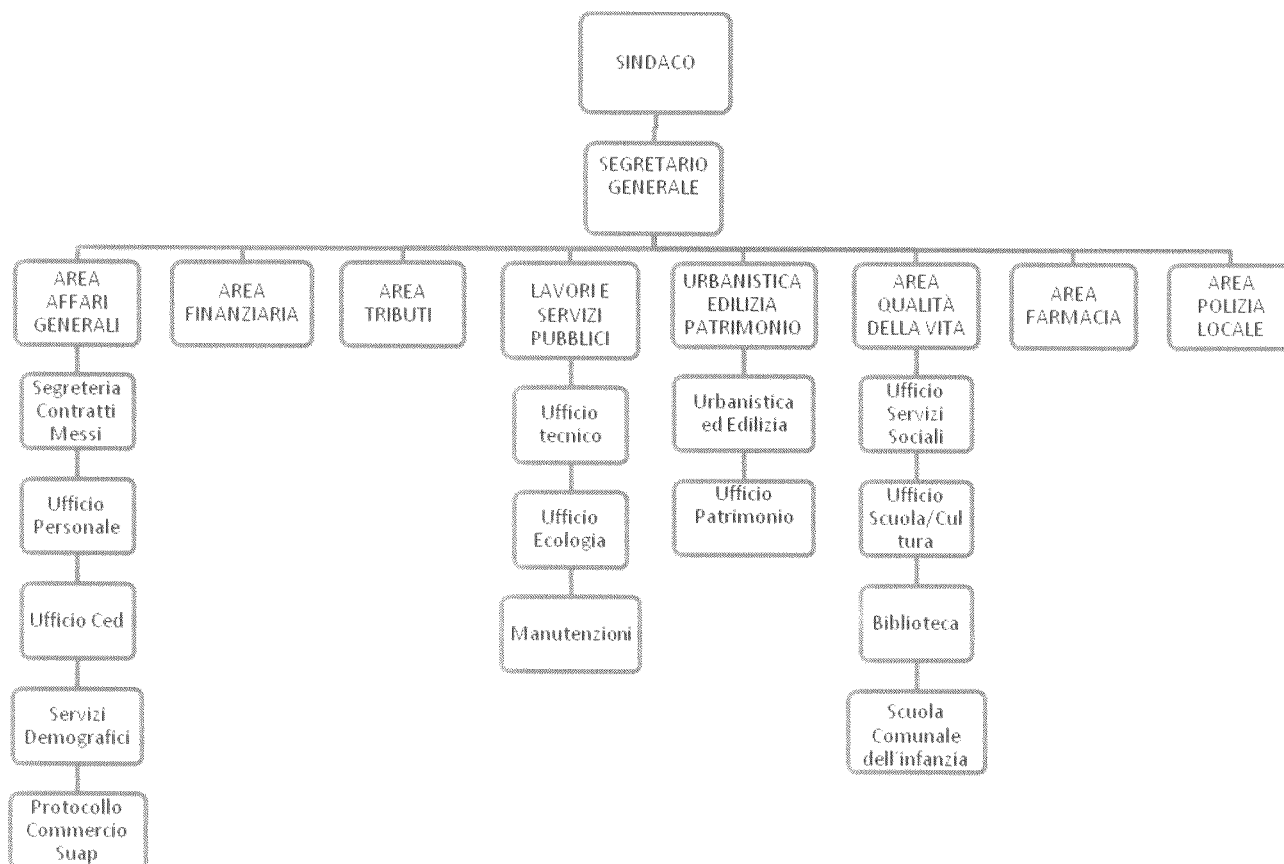 SINDACO
SEGRETARIO
GENERALE
AREA
AFFARI
GENERALI
AREA
FINANZIARIA
AREA
TRIBUTI
LAVORI E
SERVIZI
PUBBLICI
URBANISTICA
EDILIZIA
PATRIMONIO
AREA
QUALITÀ
DELLA VITA
AREA
FARMACIA
AREA
POLIZIA
LOCALE
Segreteria
Contratti
Messi
Ufficio
Personale
Ufficio Ced
Servizi
Demografici
Protocollo
Commercio
Suap
Ufficio
tecnico
Ufficio
Ecologia
Manutenzioni
Urbanistica
ed Edilizia
Ufficio
Patrimonio
Ufficio
Servizi
Sociali
Ufficio
Scuola/Cul
tura
Biblioteca
Scuola
Comunale
dell'infanzia